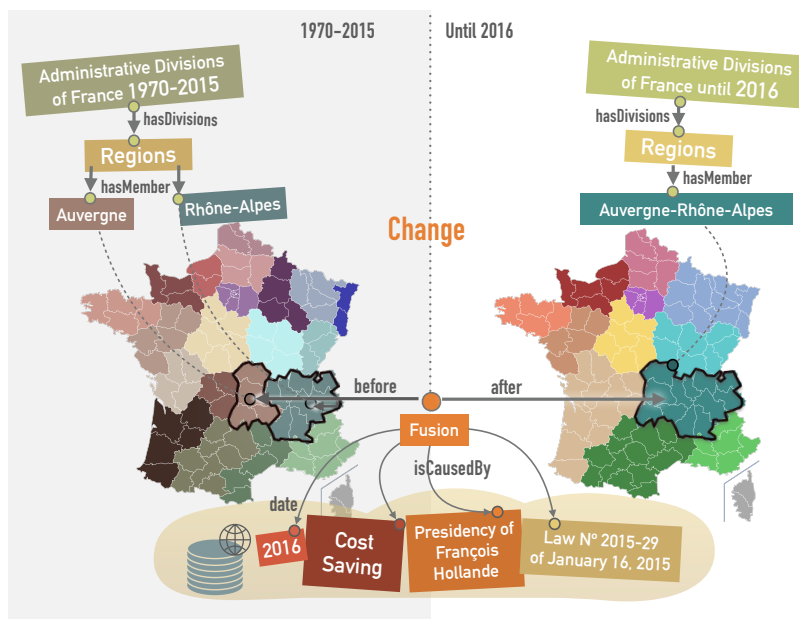 1970-2015
Until 2016
Administrative Divisions
of France 1970-2015
hasDivisions
Regions
hasMember
Auvergne
Rhône-Alpes
Administrative Divisions
of France until 2016
hasDivisions
Regions
hasMember
Auvergne-Rhône-Alpes
Change
before
after
Fusion
isCausedBy
date
2016
Cost
Saving
Presidency of
François
Hollande
Law Nº 2015-29
of January 16, 2015